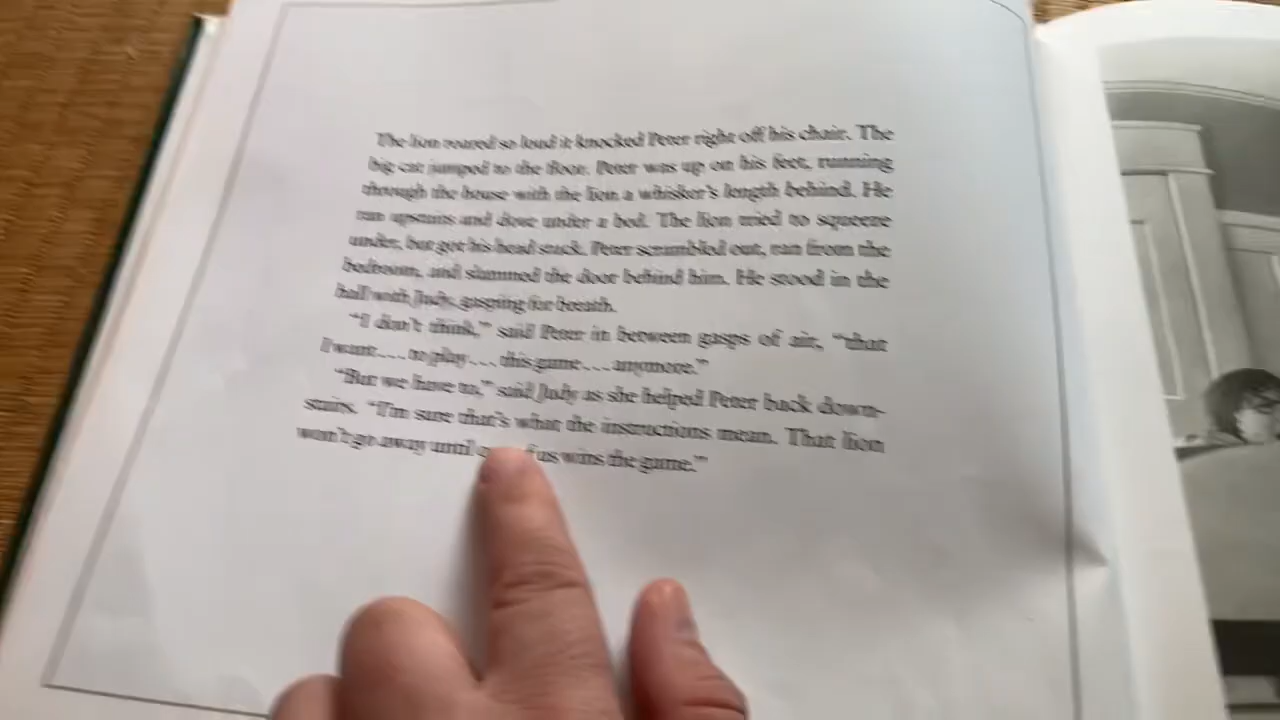 The lion roared so loud it knocked Peter right off his chair. The
big cat jumped to the floor. Peter was up on his feet, running
through the house with the lion a whisker's length behind. He
ran upstairs and dove under a bed. The lion tried to squeeze
under, but got his head stuck. Peter scrambled out, ran from the
bedroom, and slammed the door behind him. He stood in the
hall with Judy, gasping for breath.
"I don't think," said Peter in between gasps of air, "that
I want . . . to play . . . this game . . . anymore."
"But we have to," said Judy as she helped Peter back down-
stairs. "I'm sure that's what the instructions mean. That lion
won't go away until us wins the game."